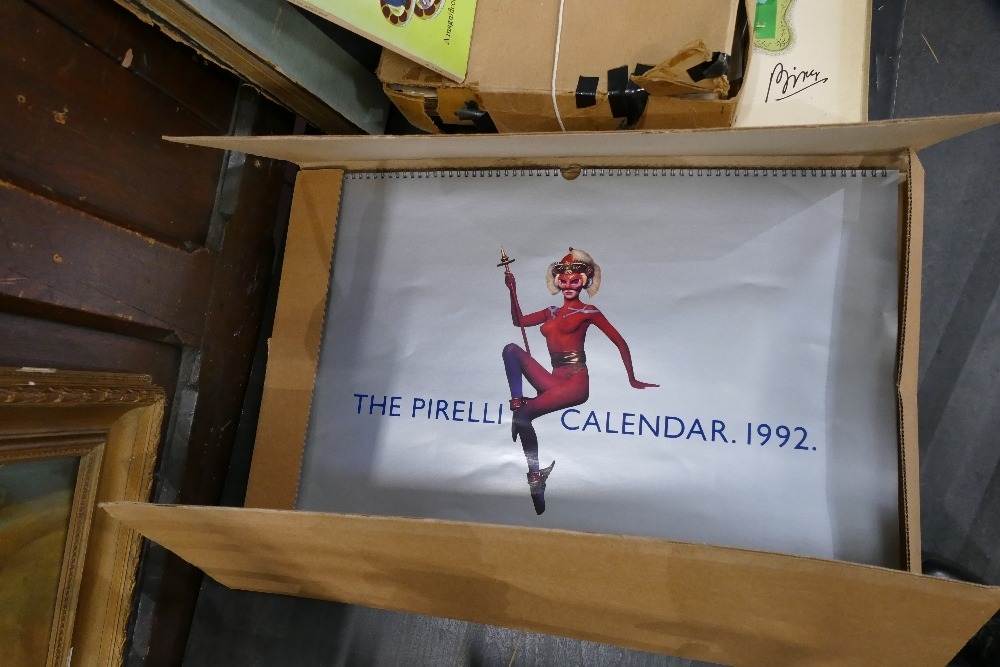 THE PIRELLI CALENDAR. 1992.